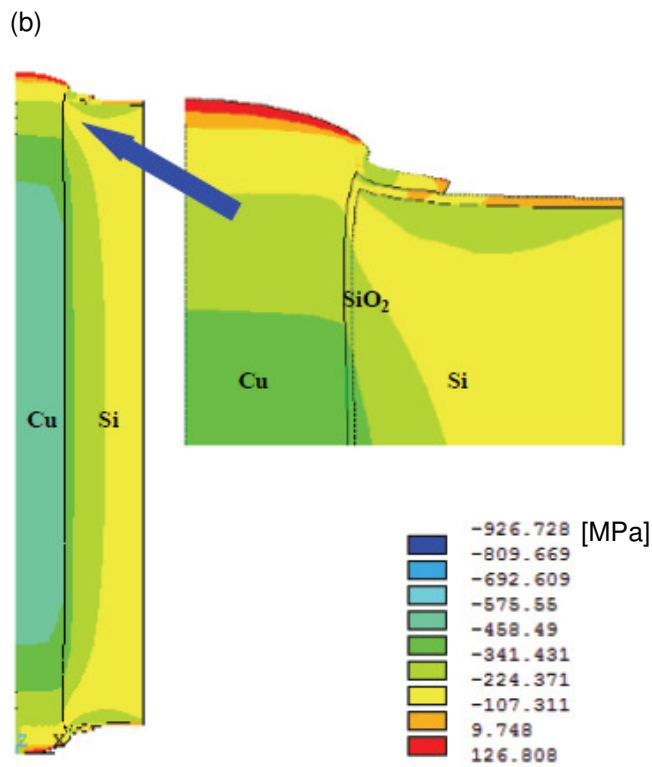 (b)
SiO2
Cu
Si
Cu
Si
-926.728 [MPa]
-809.669
-692.609
-575.55
-458.49
-341.431
-224.371
-107.311
9.748
126.808
Z X